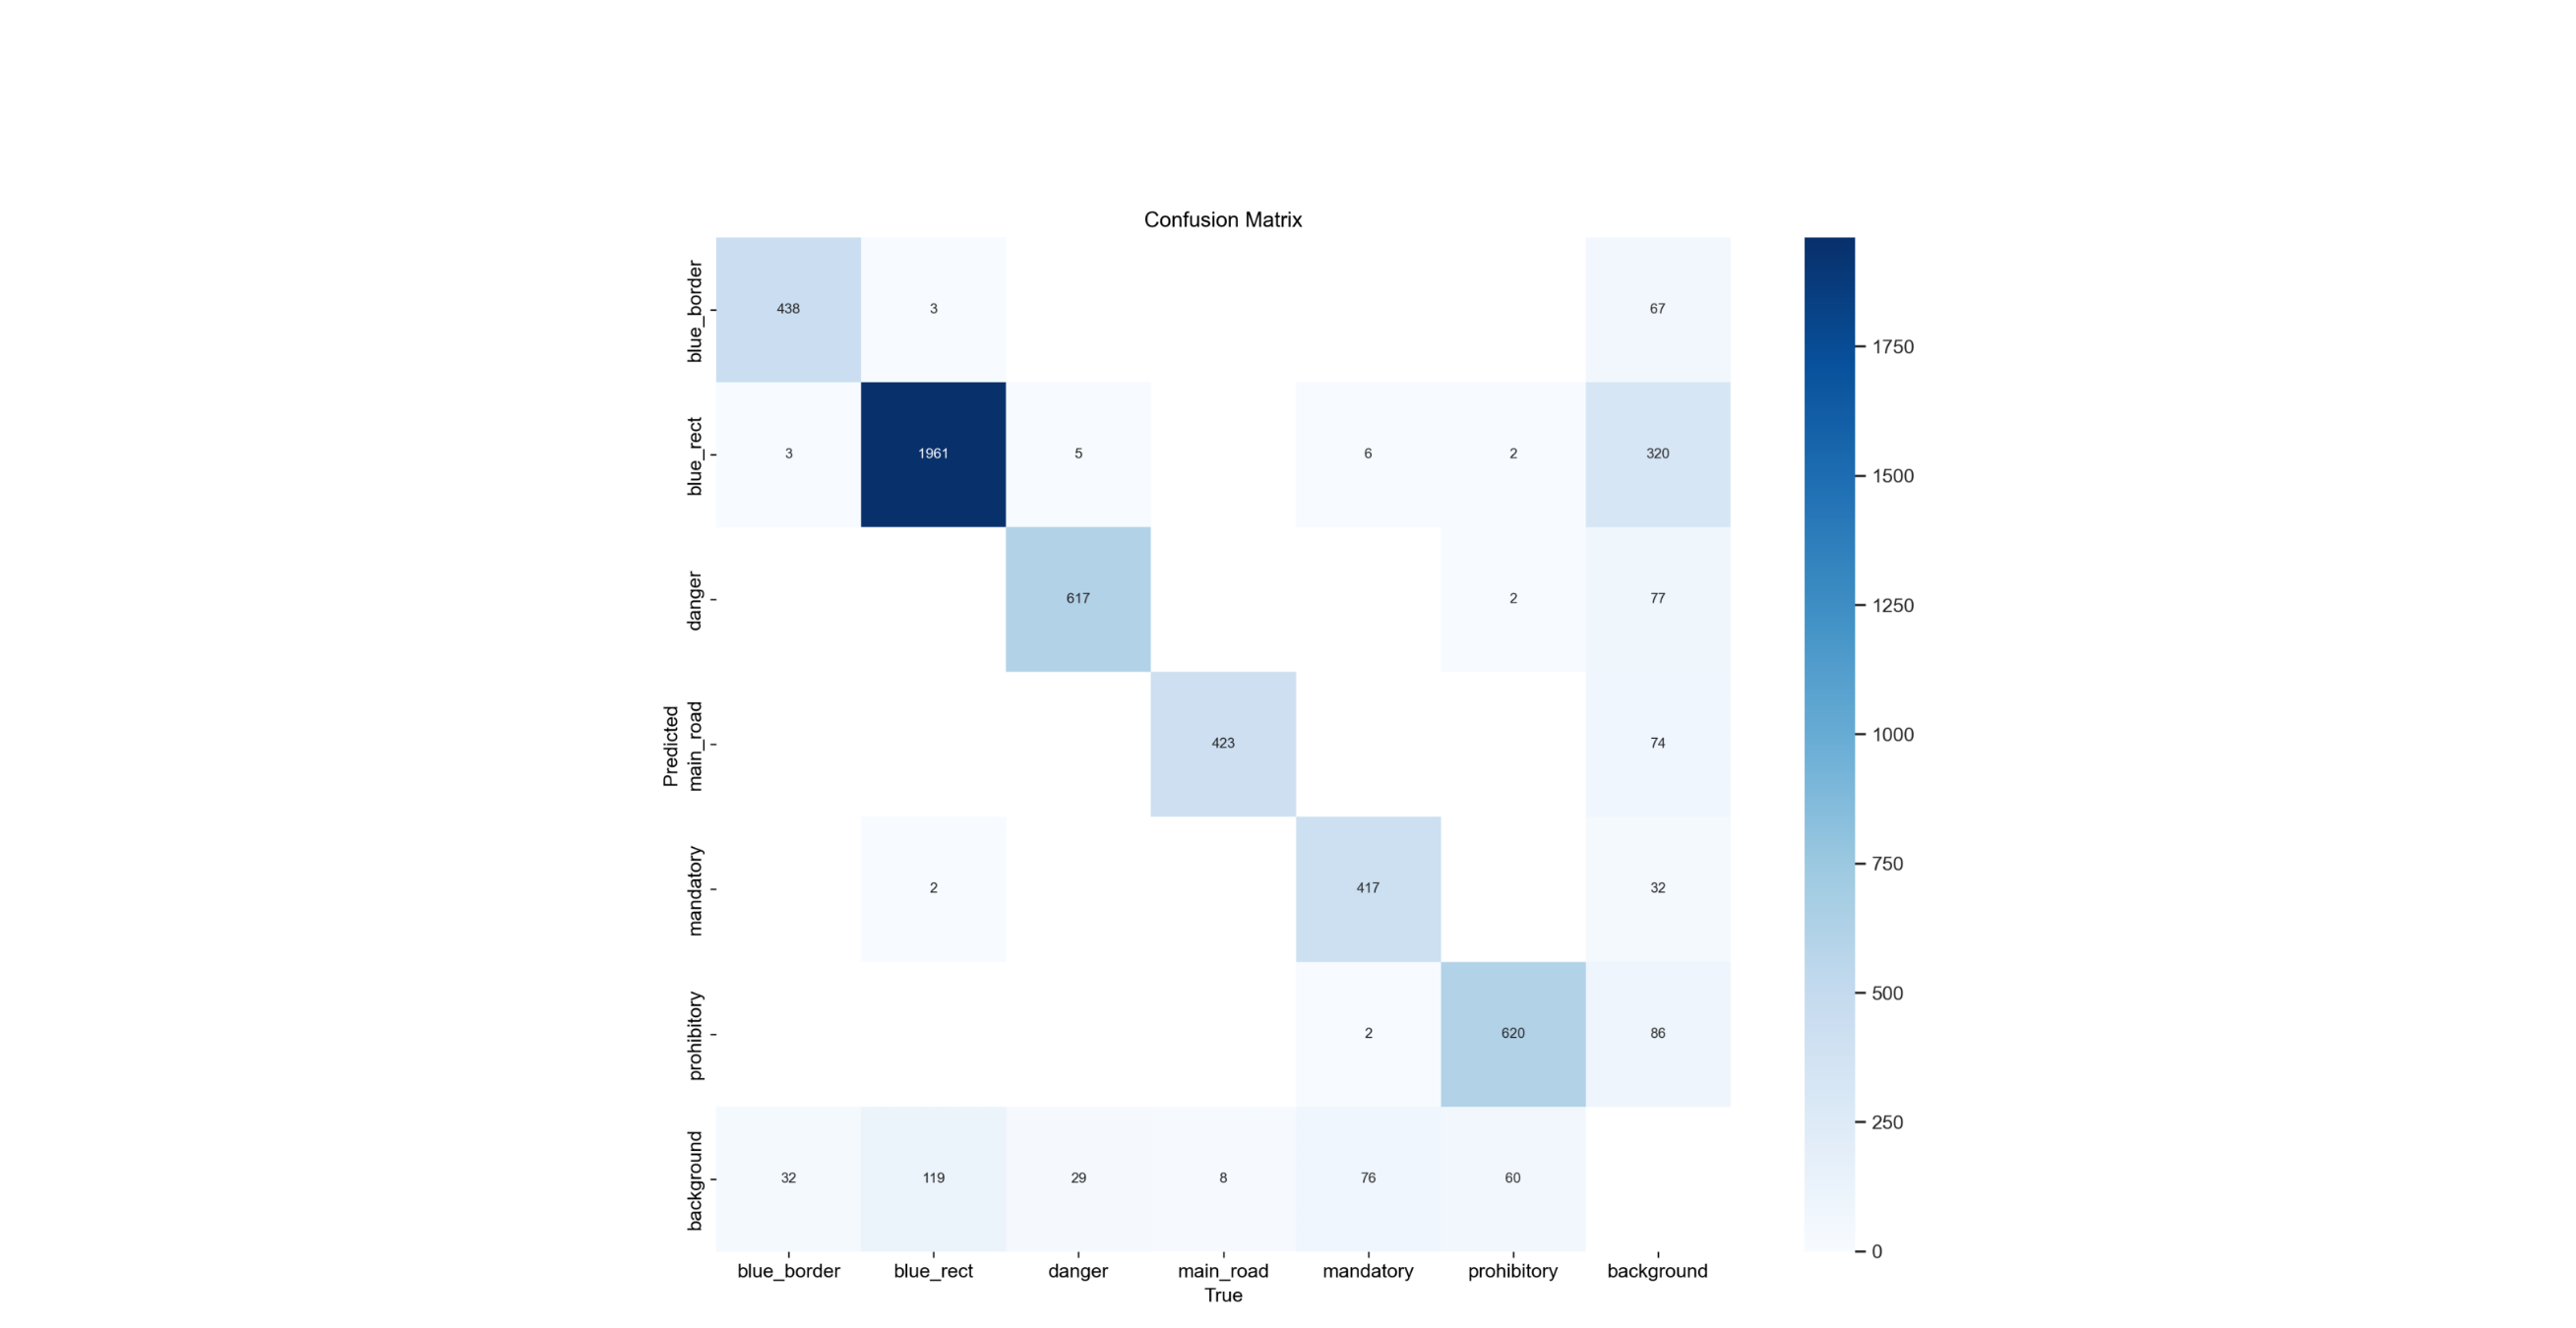 Confusion Matrix
blue_border
438
3
67
blue_rect
3
1961
5
6
2
320
danger
617
2
77
main_road
423
74
mandatory
2
417
32
prohibitory
2
620
86
background
32
119
29
8
76
60
Predicted
blue_border
blue_rect
danger
main_road
mandatory
prohibitory
background
True
1750
1500
1250
1000
750
500
250
0